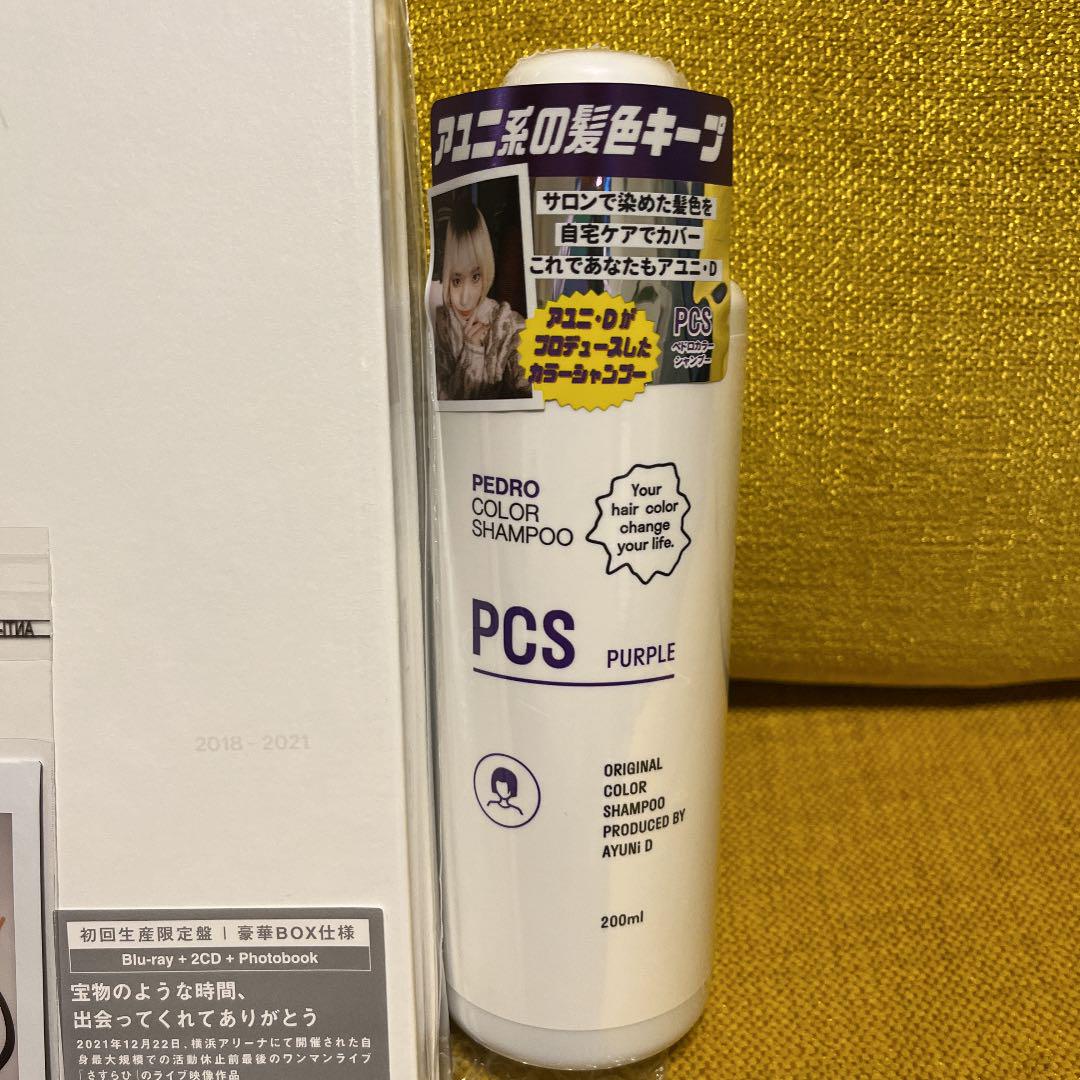 アユニ系の髪色キープ
サロンで染めた髪色を
自宅ケアでカバー
これであなたもアユニ・D
アユニ・Dが
プロデュースした
カラーシャンプー
PCS
ペドロカラー
シャンプー
PEDRO
COLOR
SHAMPOO
Your
hair color
change
your life.
PCS
PURPLE
ORIGINAL
COLOR
SHAMPOO
PRODUCED BY
AYUNi D
200ml
2018 - 2021
初回生産限定盤 | 豪華BOX仕様
Blu-ray + 2CD + Photobook
宝物のような時間、
出会ってくれてありがとう
2021年12月22日、横浜アリーナにて開催された自
身最大規模での活動休止前最後のワンマンライブ
「さすらひ」のライブ映像作品